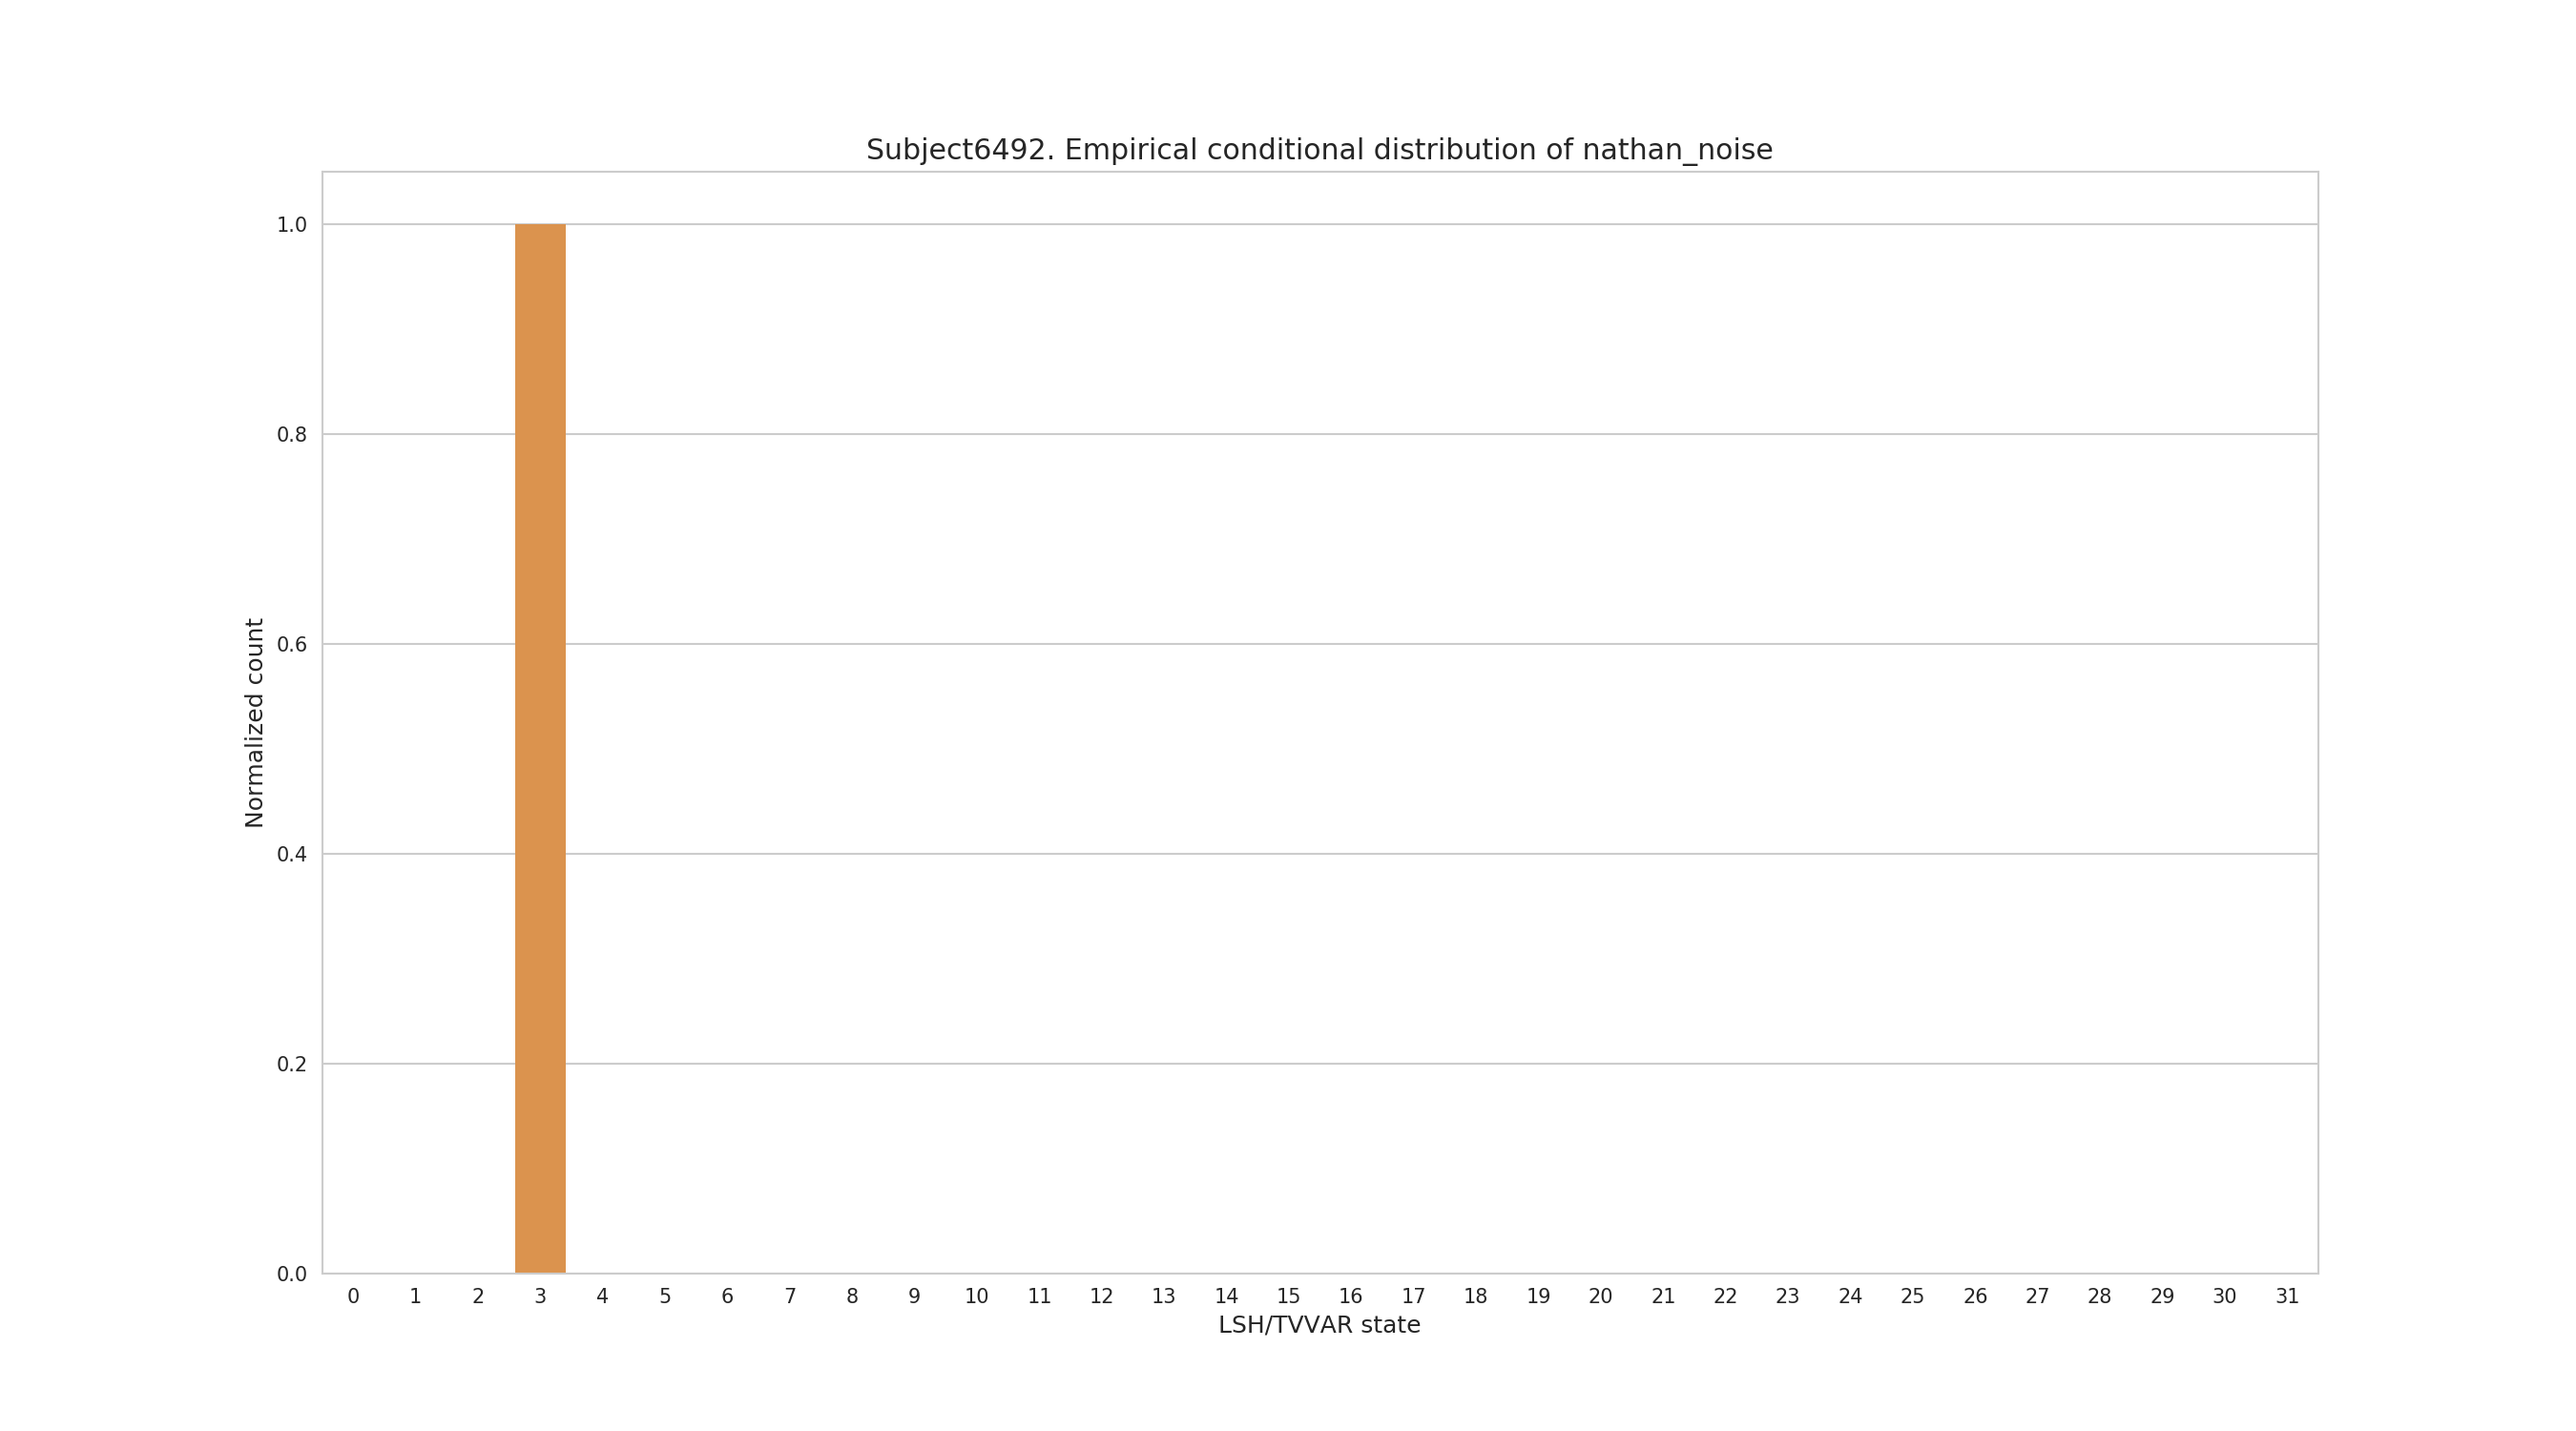 Subject6492. Empirical conditional distribution of nathan_noise
1.0
0.8
0.6
0.4
0.2
0.0
Normalized count
0 1 2 3 4 5 6 7 8 9 10 11 12 13 14 15 16 17 18 19 20 21 22 23 24 25 26 27 28 29 30 31
LSH/TVVAR state